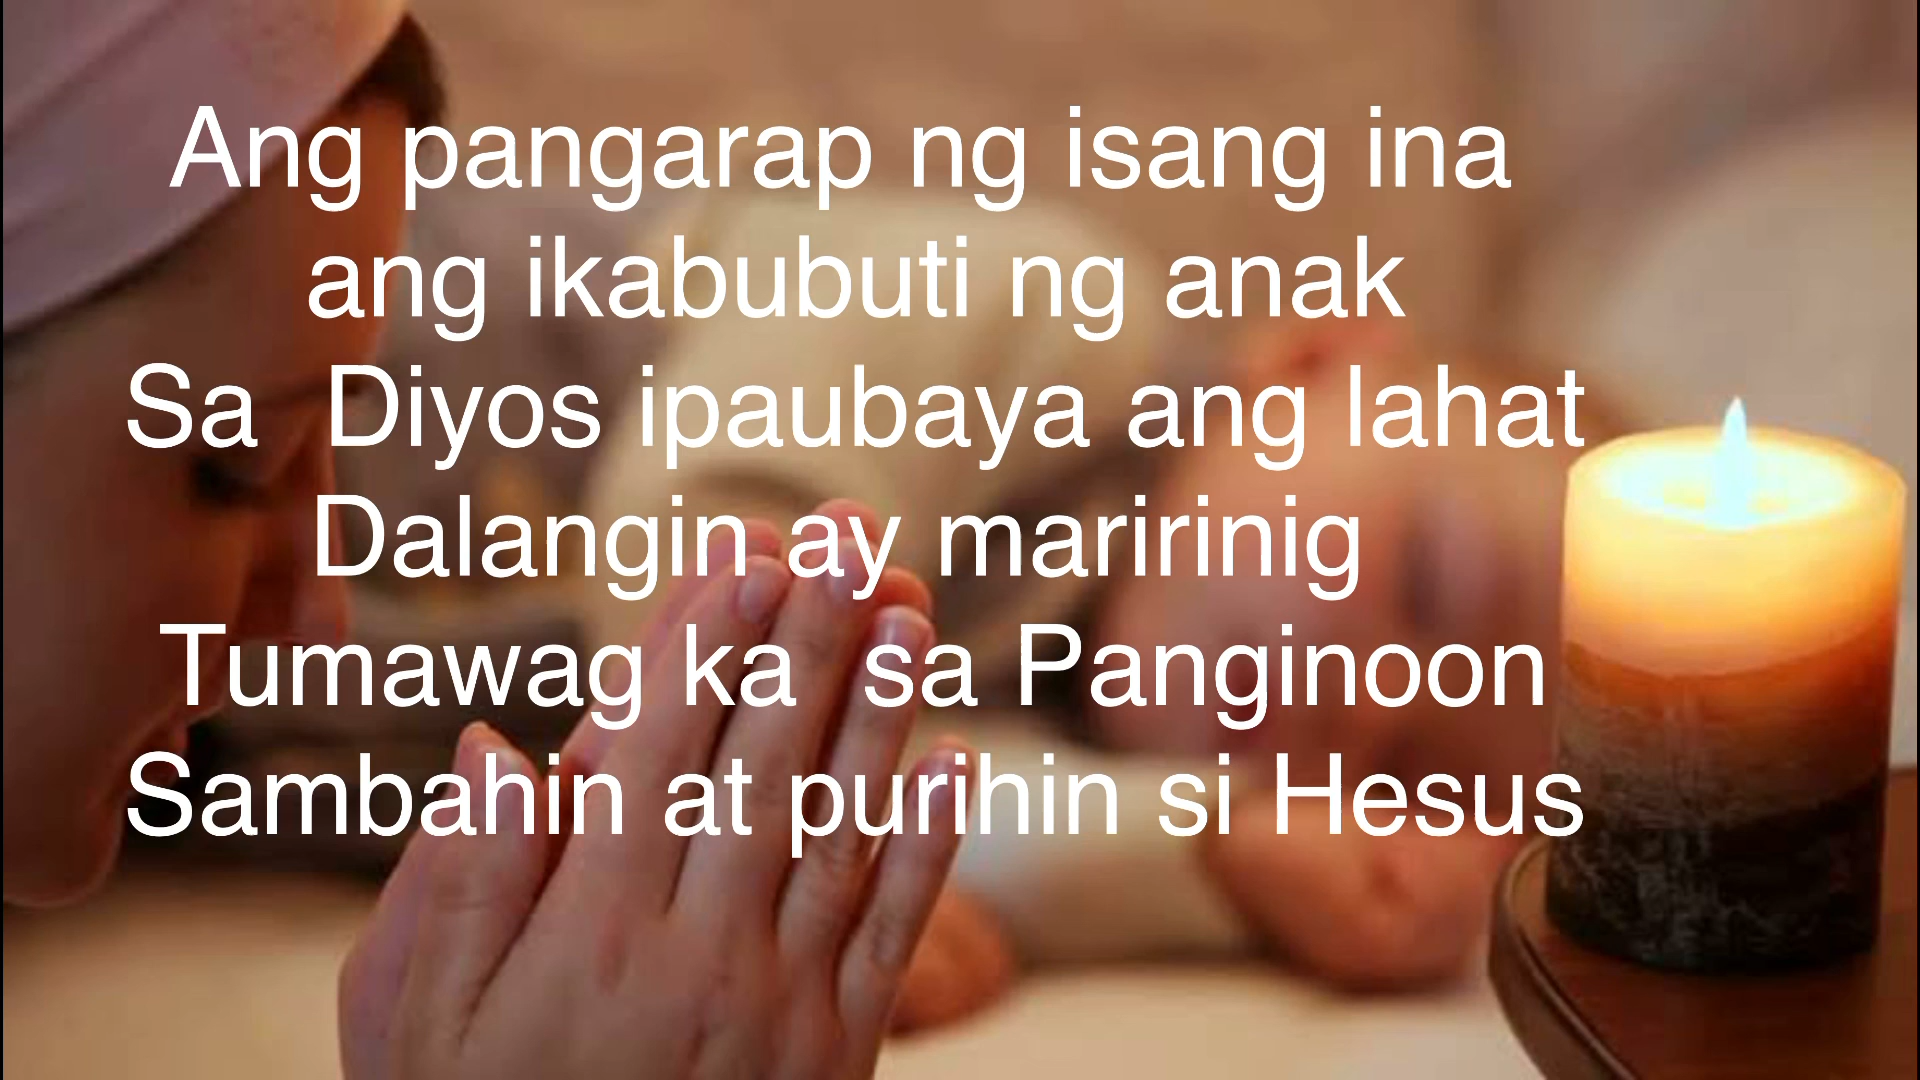 Ang pangarap ng isang ina
ang ikabubuti ng anak
Sa Diyos ipaubaya ang lahat
Dalangin ay maririnig
Tumawag ka sa Panginoon
Sambahin at purihin si Hesus